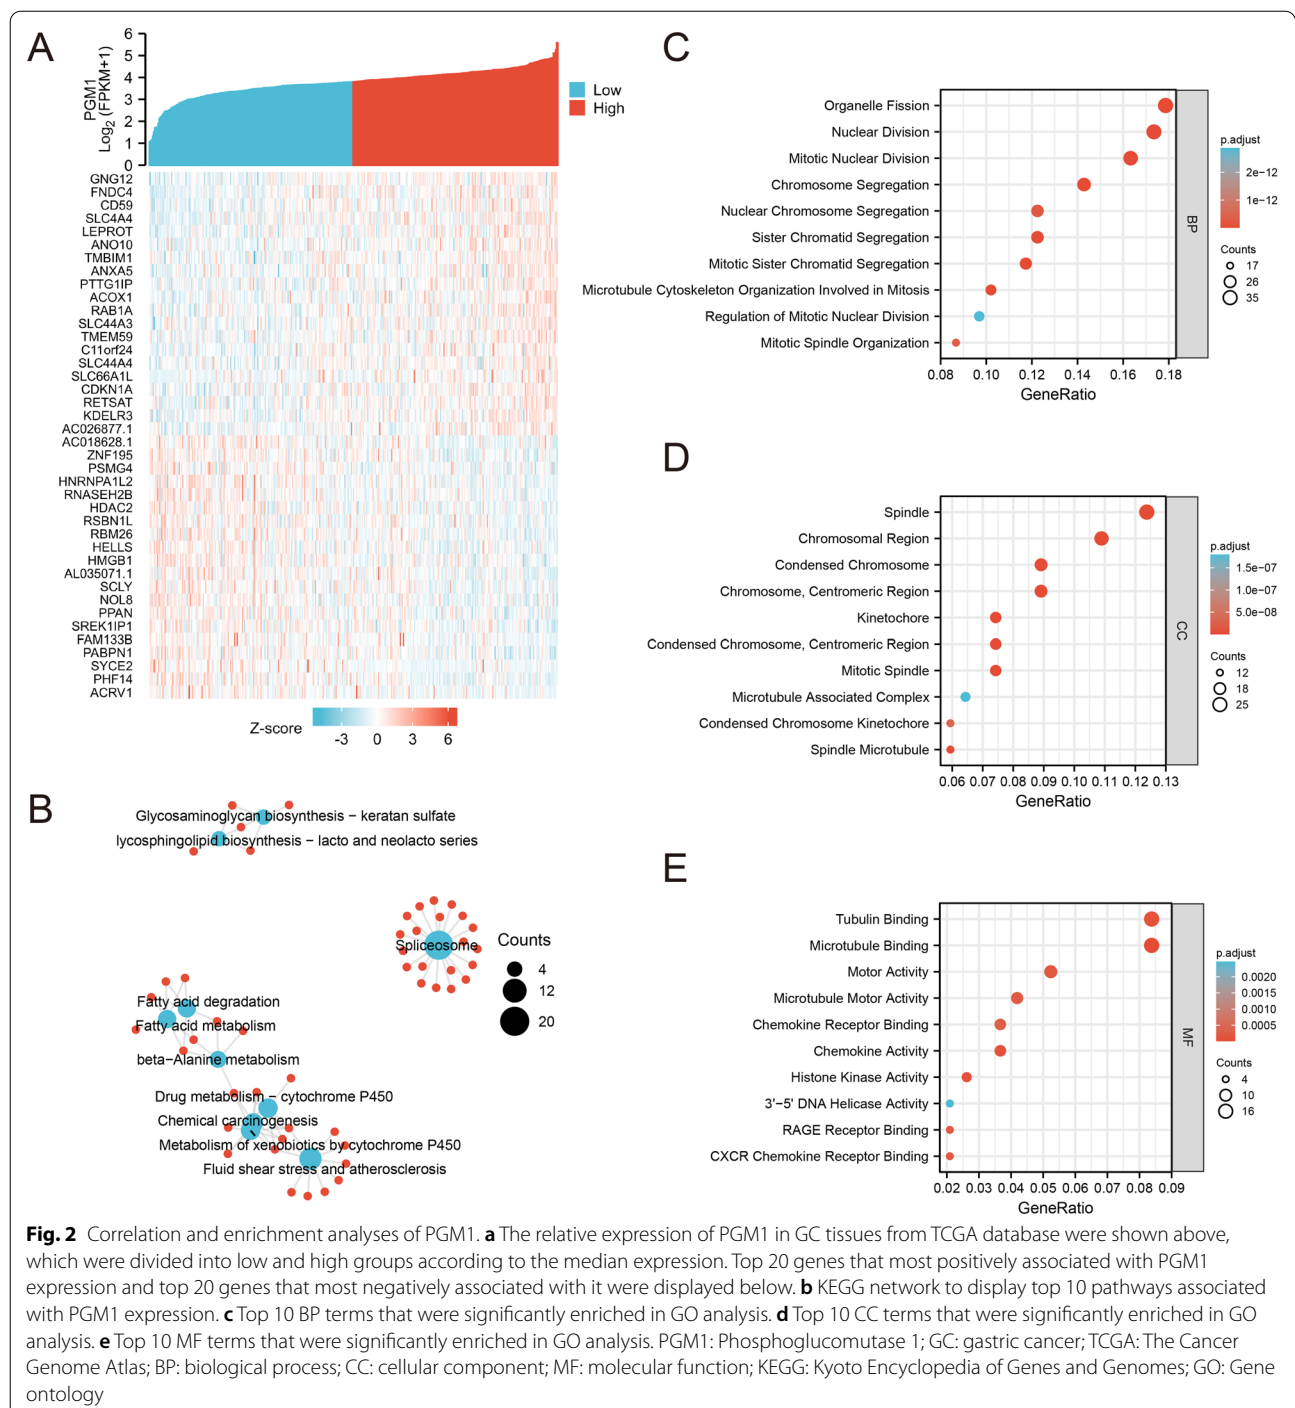 A
6
5
4
3
2
1
0
PGM1
Log2 (FPKM+1)
Low
High
GNG12
FNDC4
CD59
SLC4A4
LEPROT
ANO10
TMBIM1
ANXA5
PTTG1IP
ACOX1
RAB1A
SLC44A3
TMEM59
C11orf24
SLC44A4
SLC66A1L
CDKN1A
RETSAT
KDELR3
AC026877.1
AC018628.1
ZNF195
PSMG4
HNRNPA1L2
RNASEH2B
HDAC2
RSBN1L
RBM26
HELLS
HMGB1
AL035071.1
SCLY
NOL8
PPAN
SREK1IP1
FAM133B
PABPN1
SYCE2
PHF14
ACRV1
Z-score
-3 0 3 6
B
Glycosaminoglycan biosynthesis − keratan sulfate
lycosphingolipid biosynthesis − lacto and neolacto series
Spliceosome
Counts
4
12
20
Fatty acid degradation
Fatty acid metabolism
beta−Alanine metabolism
Drug metabolism − cytochrome P450
Chemical carcinogenesis
Metabolism of xenobiotics by cytochrome P450
Fluid shear stress and atherosclerosis
C
Organelle Fission
Nuclear Division
Mitotic Nuclear Division
Chromosome Segregation
Nuclear Chromosome Segregation
Sister Chromatid Segregation
Mitotic Sister Chromatid Segregation
Microtubule Cytoskeleton Organization Involved in Mitosis
Regulation of Mitotic Nuclear Division
Mitotic Spindle Organization
0.08 0.10 0.12 0.14 0.16 0.18
GeneRatio
BP
p.adjust
2e−12
1e−12
Counts
17
26
35
D
Spindle
Chromosomal Region
Condensed Chromosome
Chromosome, Centromeric Region
Kinetochore
Condensed Chromosome, Centromeric Region
Mitotic Spindle
Microtubule Associated Complex
Condensed Chromosome Kinetochore
Spindle Microtubule
0.06 0.07 0.08 0.09 0.10 0.11 0.12 0.13
GeneRatio
CC
p.adjust
1.5e−07
1.0e−07
5.0e−08
Counts
12
18
25
E
Tubulin Binding
Microtubule Binding
Motor Activity
Microtubule Motor Activity
Chemokine Receptor Binding
Chemokine Activity
Histone Kinase Activity
3'−5' DNA Helicase Activity
RAGE Receptor Binding
CXCR Chemokine Receptor Binding
0.02 0.03 0.04 0.05 0.06 0.07 0.08 0.09
GeneRatio
MF
p.adjust
0.0020
0.0015
0.0010
0.0005
Counts
4
10
16
Fig. 2 Correlation and enrichment analyses of PGM1. a The relative expression of PGM1 in GC tissues from TCGA database were shown above,
which were divided into low and high groups according to the median expression. Top 20 genes that most positively associated with PGM1
expression and top 20 genes that most negatively associated with it were displayed below. b KEGG network to display top 10 pathways associated
with PGM1 expression. c Top 10 BP terms that were significantly enriched in GO analysis. d Top 10 CC terms that were significantly enriched in GO
analysis. e Top 10 MF terms that were significantly enriched in GO analysis. PGM1: Phosphoglucomutase 1; GC: gastric cancer; TCGA: The Cancer
Genome Atlas; BP: biological process; CC: cellular component; MF: molecular function; KEGG: Kyoto Encyclopedia of Genes and Genomes; GO: Gene
ontology